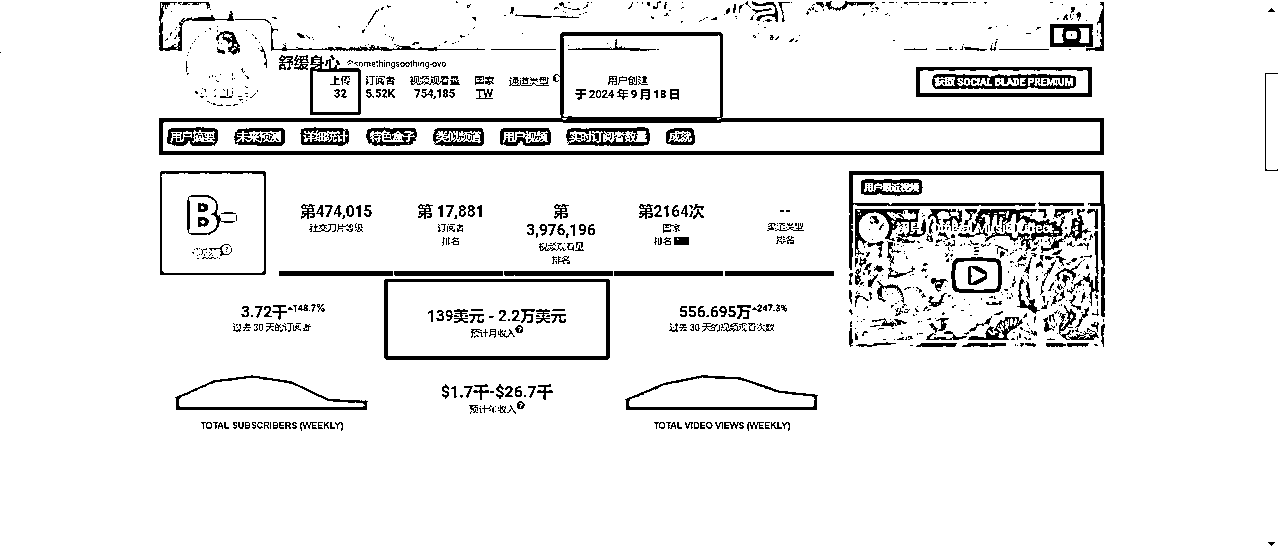 舒缓身心 @somethingsoothing-ovo
上传 订阅者 视频观看量 国家 频道类型 用户创建
32 5.52K 754,185 TW 于 2024 年 9 月 18 日
获取 SOCIAL BLADE PREMIUM
用户摘要 未来预测 详细统计 特色盒子 类似频道 用户视频 实时订阅者数量 成就
用户最近视频
B-
第474,015
社交刀片等级
第 17,881
订阅者
排名
第
3,976,196
视频观看量
排名
第2164次
国家
排名
--
渠道类型
排名
3.72千 148.7%
过去 30 天的订阅者
139美元 - 2.2万美元
预计月收入
556.695万 247.3%
过去 30 天的视频观看次数
$1.7千-$26.7千
预计年收入
TOTAL SUBSCRIBERS (WEEKLY)
TOTAL VIDEO VIEWS (WEEKLY)